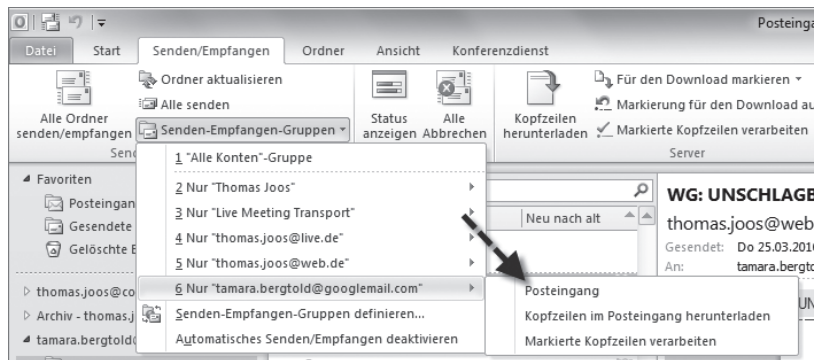 Posteinga
Datei Start Senden/Empfangen Ordner Ansicht Konferenzdienst
Alle Ordner senden/empfangen
Ordner aktualisieren
Alle senden
Senden-Empfangen-Gruppen
Status anzeigen
Alle Abbrechen
Kopfzeilen herunterladen
Für den Download markieren
Markierung für den Download au
Markierte Kopfzeilen verarbeiten
Send
Server
1 "Alle Konten"-Gruppe
2 Nur "Thomas Joos"
3 Nur "Live Meeting Transport"
4 Nur "thomas.joos@live.de"
5 Nur "thomas.joos@web.de"
6 Nur "tamara.bergtold@googlemail.com"
Senden-Empfangen-Gruppen definieren...
Automatisches Senden/Empfangen deaktivieren
Posteingang
Kopfzeilen im Posteingang herunterladen
Markierte Kopfzeilen verarbeiten
Favoriten
Posteingan
Gesendete
Gelöschte E
thomas.joos@co
Archiv - thomas.j
tamara.bergtold
Neu nach alt
WG: UNSCHLAGB
thomas.joos@web
Gesendet: Do 25.03.2010
An: tamara.bergto
UN